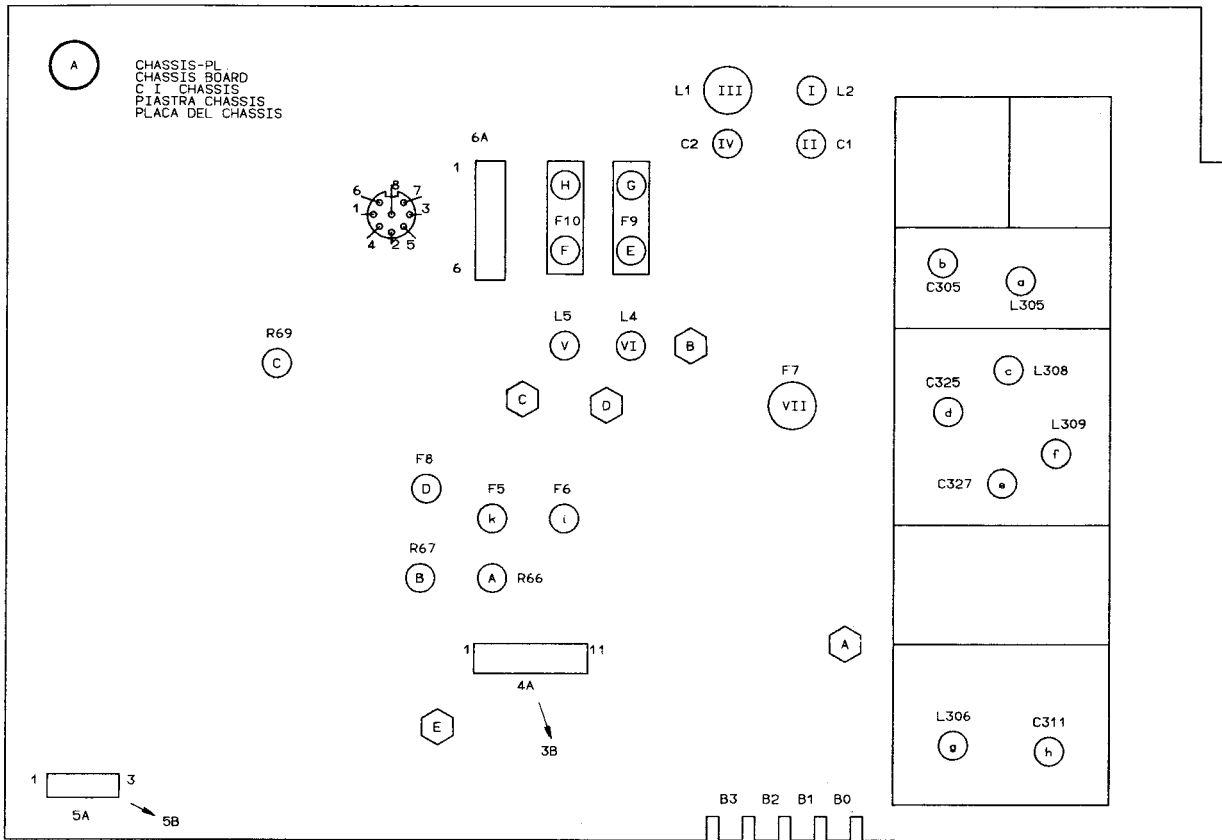 A
CHASSIS-PL.
CHASSIS BOARD
C I CHASSIS
PIASTRA CHASSIS
PLACA DEL CHASSIS
L1 III I L2
C2 IV II C1
6A
1
6
8
6 7
1 3
4 2 5
H G
F10 F9
F E
b
C305
a
L305
L5 L4
V VI B
R69
C
C D
F7
VII
c L308
C325
d
L309
f
C327 e
F8
D
F5 F6
k i
R67
B A R66
1 11
4A
3B
A
E
L306 C311
g h
1 3
5A
5B
B3 B2 B1 B0